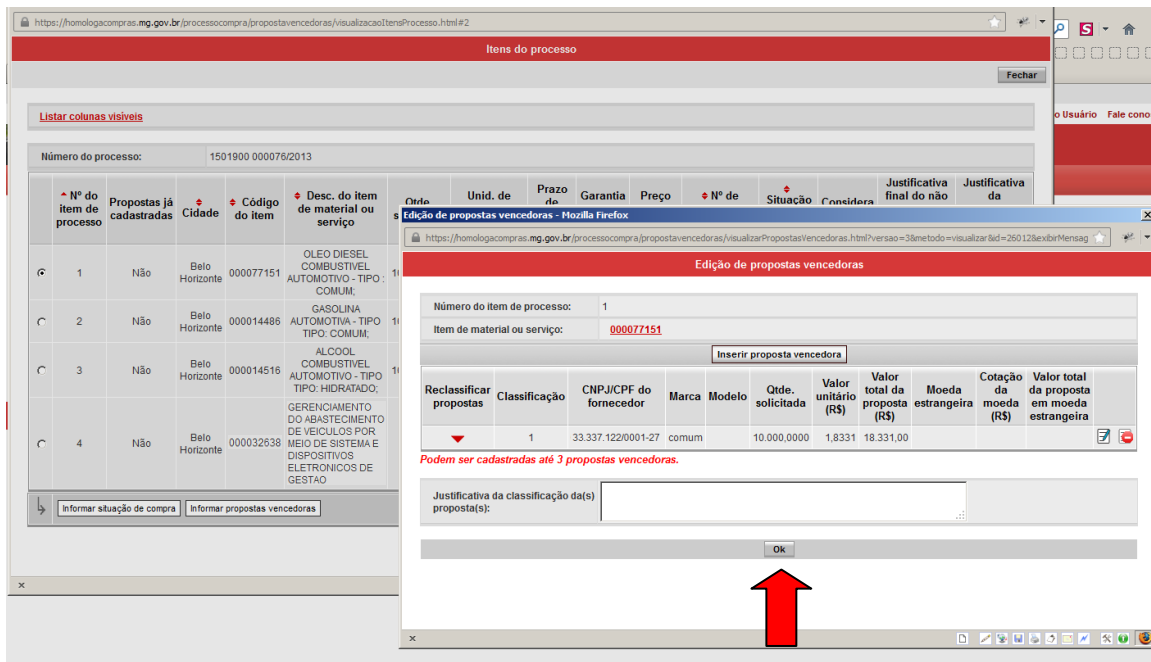 https://homologacompras.mg.gov.br/processocompra/propostavencedoras/visualizacaoItensProcesso.html#2
Itens do processo
Fechar
o Usuário Fale cono
Listar colunas visíveis
Número do processo: 1501900 000076/2013
Nº do item de processo
Propostas já cadastradas
Cidade
Código do item
Desc. do item de material ou serviço
Qtde.
Unid. de
Prazo de
Garantia
Preço
Nº de
Situação
Considera
Justificativa final do não
Justificativa da
1 Não Belo Horizonte 000077151 OLEO DIESEL COMBUSTIVEL AUTOMOTIVO - TIPO : COMUM;
2 Não Belo Horizonte 000014486 GASOLINA AUTOMOTIVA - TIPO TIPO: COMUM;
3 Não Belo Horizonte 000014516 ALCOOL COMBUSTIVEL AUTOMOTIVO - TIPO TIPO: HIDRATADO;
4 Não Belo Horizonte 000032638 GERENCIAMENTO DO ABASTECIMENTO DE VEICULOS POR MEIO DE SISTEMA E DISPOSITIVOS ELETRONICOS DE GESTAO
Informar situação de compra Informar propostas vencedoras
Edição de propostas vencedoras - Mozilla Firefox
https://homologacompras.mg.gov.br/processocompra/propostavencedoras/visualizarPropostasVencedoras.html?versao=3&metodo=visualizar&id=26012&exibirMensag
Edição de propostas vencedoras
Número do item de processo: 1
Item de material ou serviço: 000077151
Inserir proposta vencedora
Reclassificar propostas
Classificação
CNPJ/CPF do fornecedor
Marca
Modelo
Qtde. solicitada
Valor unitário (R$)
Valor total da proposta (R$)
Moeda estrangeira
Cotação da moeda (R$)
Valor total da proposta em moeda estrangeira
1 33.337.122/0001-27 comum 10.000,0000 1,8331 18.331,00
Podem ser cadastradas até 3 propostas vencedoras.
Justificativa da classificação da(s) proposta(s):
Ok